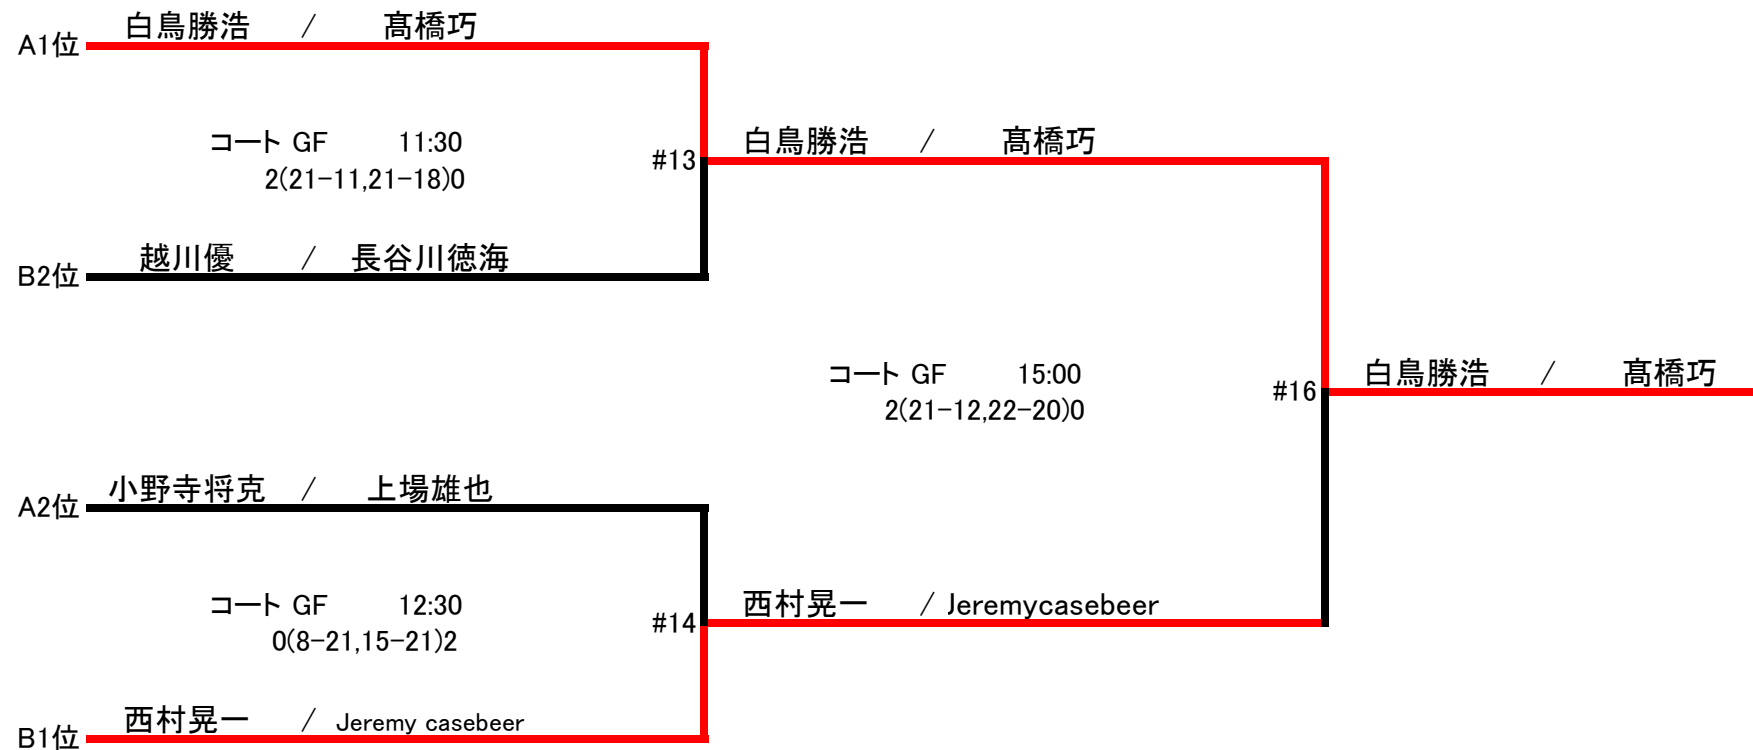 白鳥勝浩 / 髙橋巧
A1位
コート GF 11:30
2(21-11,21-18)0
#13
白鳥勝浩 / 髙橋巧
越川優 / 長谷川徳海
B2位
コート GF 15:00
2(21-12,22-20)0
#16
白鳥勝浩 / 髙橋巧
小野寺将克 / 上場雄也
A2位
コート GF 12:30
0(8-21,15-21)2
#14
西村晃一 / Jeremycasebeer
西村晃一 / Jeremy casebeer
B1位